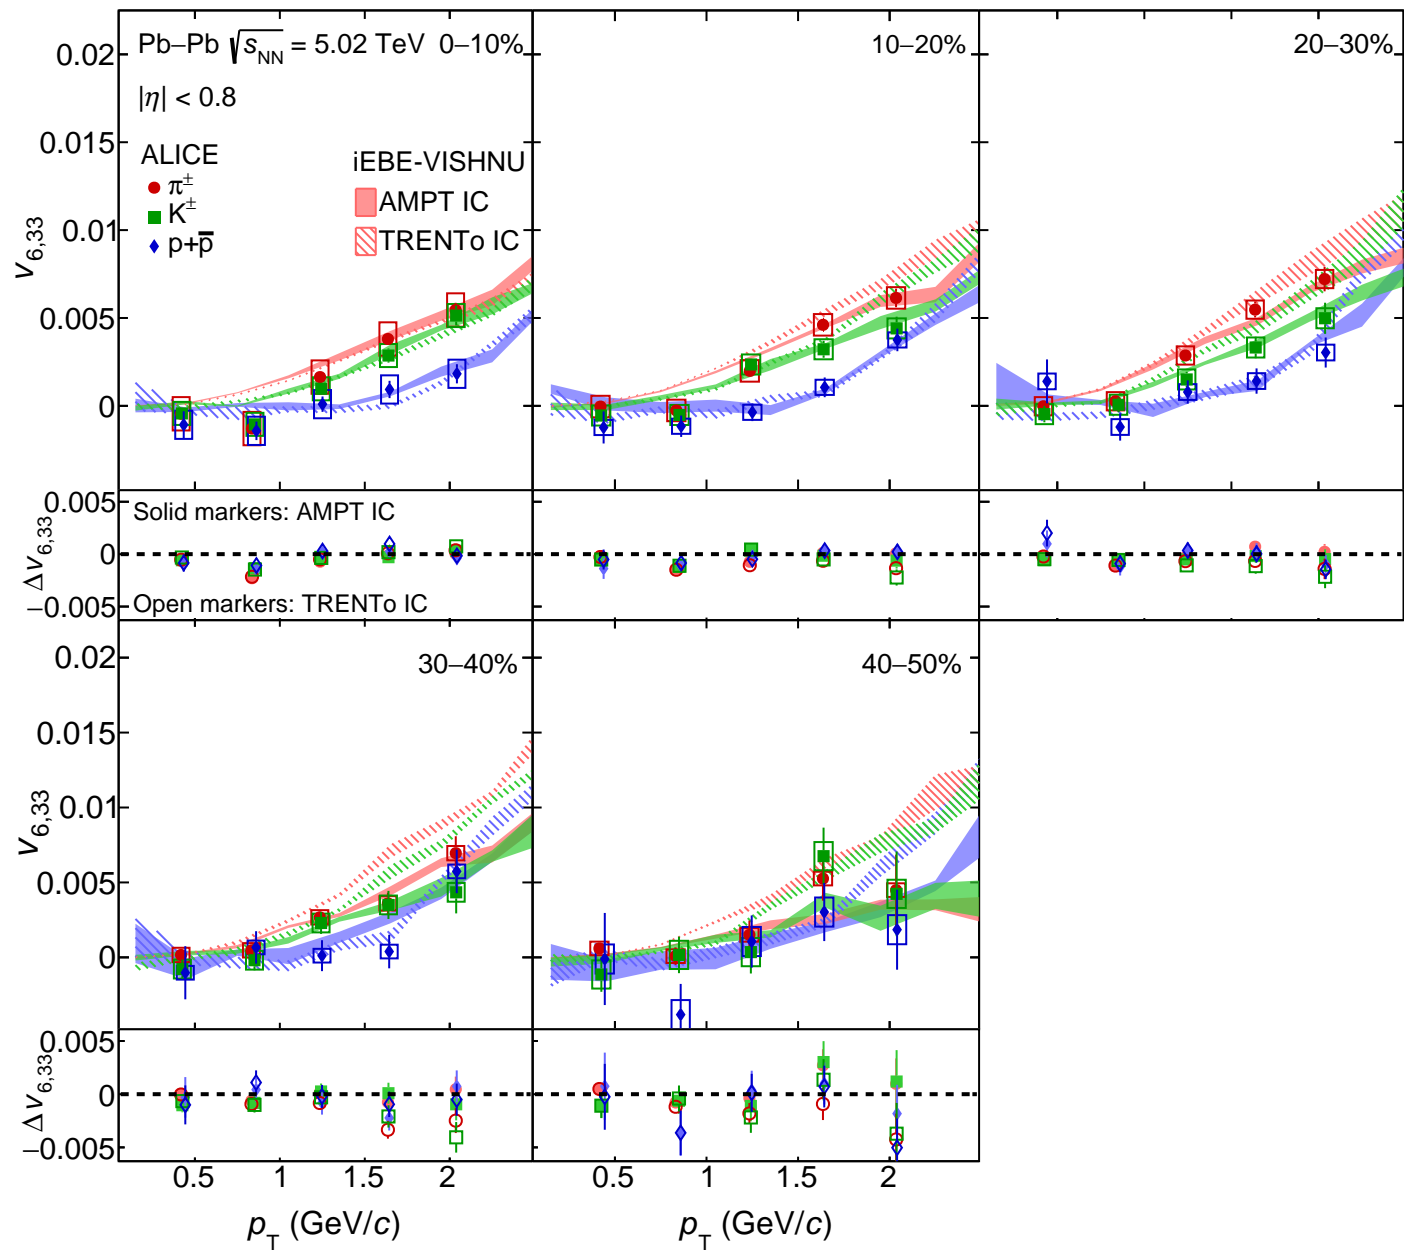 Pb–Pb √s_NN = 5.02 TeV 0–10%
10–20%
20–30%
|η| < 0.8
ALICE
π±
K±
p+p̅
iEBE-VISHNU
AMPT IC
TRENTo IC
0.02
0.015
0.01
0.005
0
v6,33
Solid markers: AMPT IC
Open markers: TRENTo IC
0.005
0
−0.005
Δv6,33
30–40%
40–50%
0.02
0.015
0.01
0.005
0
v6,33
0.005
0
−0.005
Δv6,33
0.5 1 1.5 2
0.5 1 1.5 2
pT (GeV/c)
pT (GeV/c)